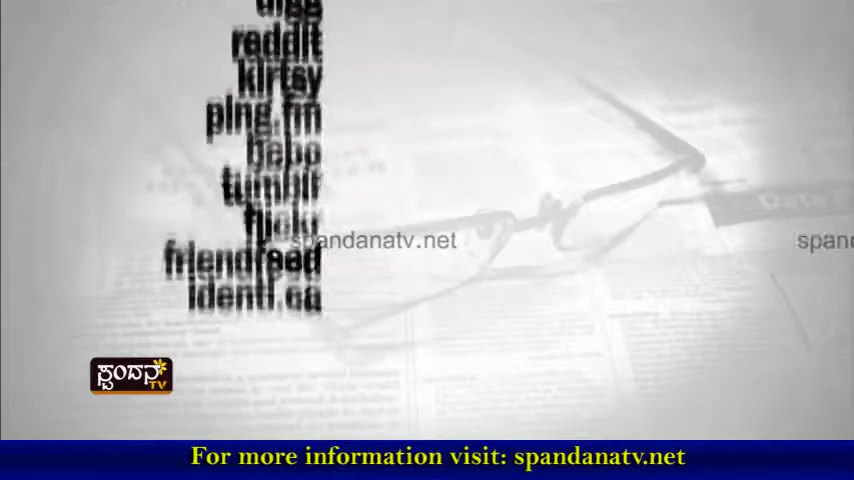 digg
reddit
kirtsy
ping.fm
bebo
tumblr
flickr
spandanatv.net
friendfeed
identi.ca
ಸ್ಪಂದನ
TV
For more information visit: spandanatv.net